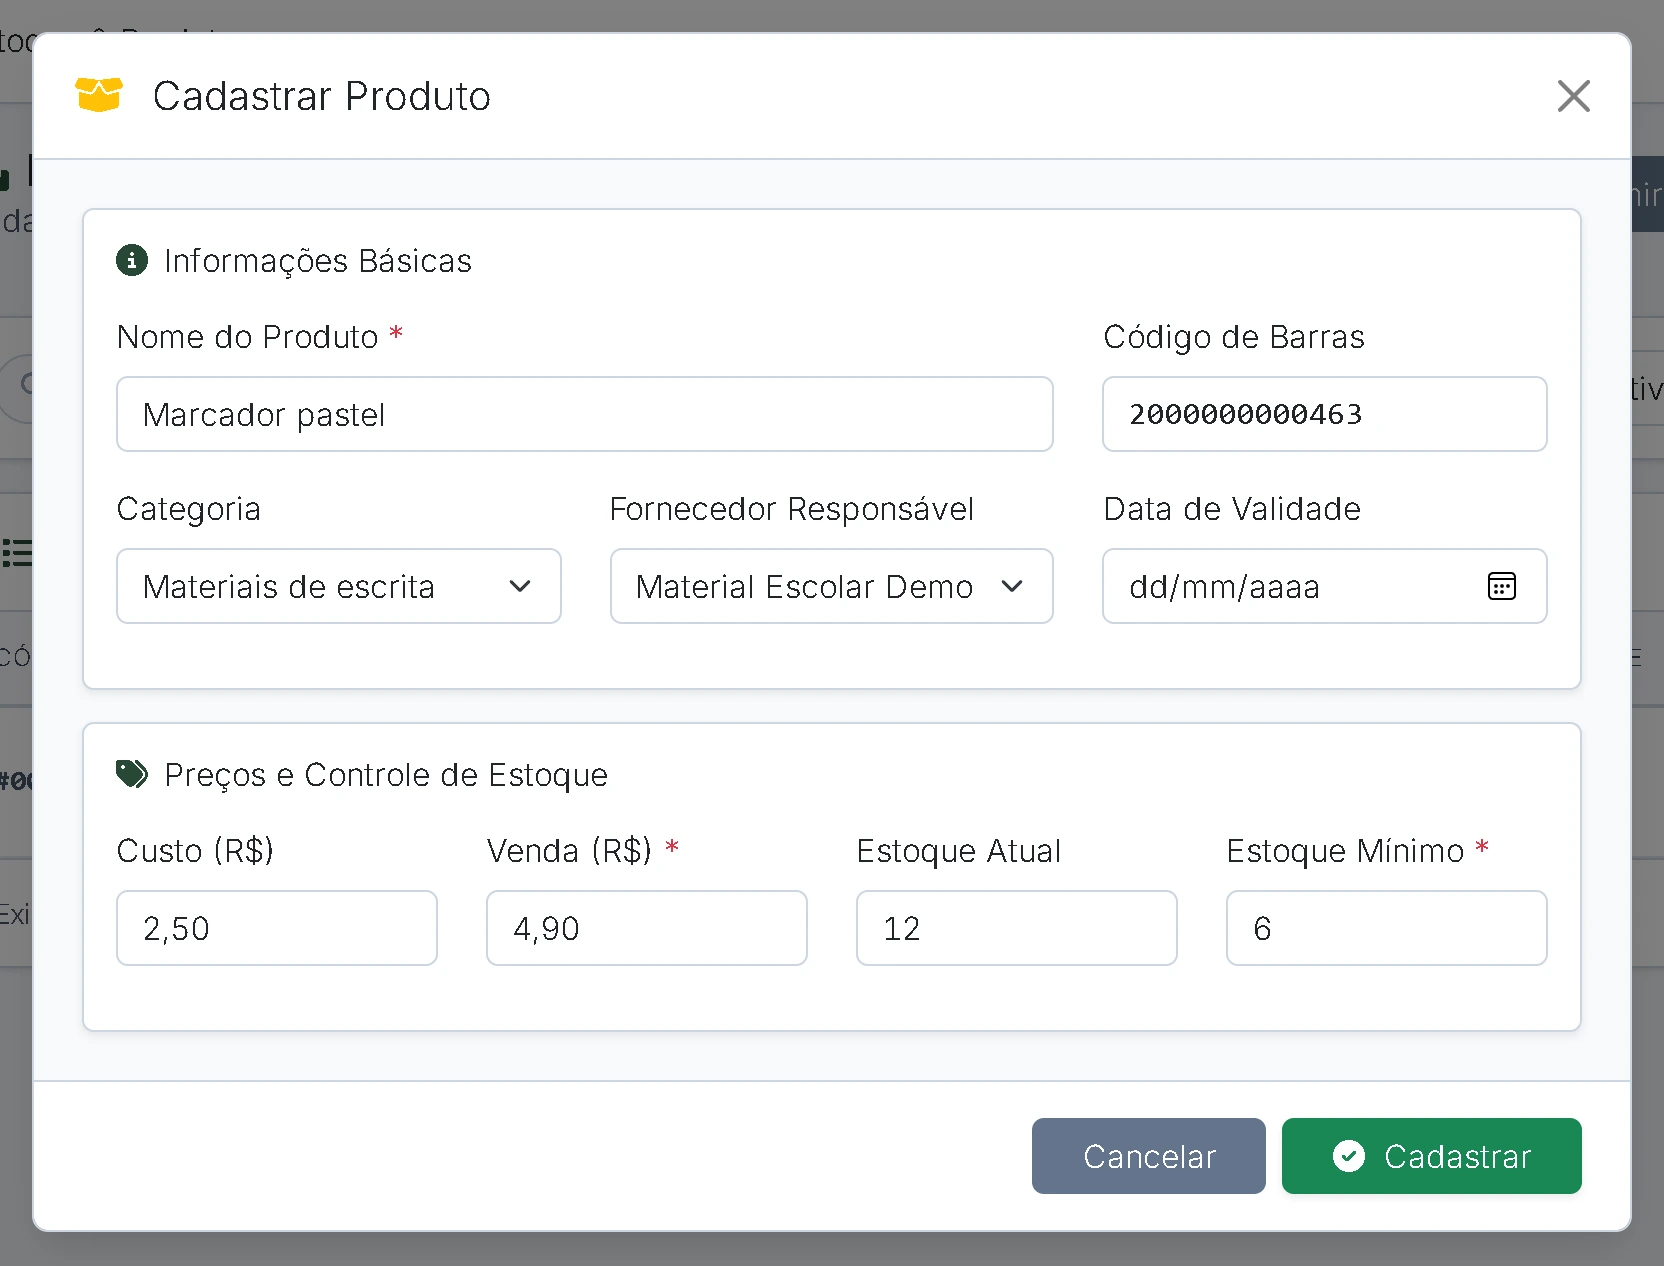 Cadastrar Produto
Informações Básicas
Nome do Produto *
Código de Barras
Marcador pastel
2000000000463
Categoria
Fornecedor Responsável
Data de Validade
Materiais de escrita
Material Escolar Demo
dd/mm/aaaa
Preços e Controle de Estoque
Custo (R$)
Venda (R$) *
Estoque Atual
Estoque Mínimo *
2,50
4,90
12
6
Cancelar
Cadastrar